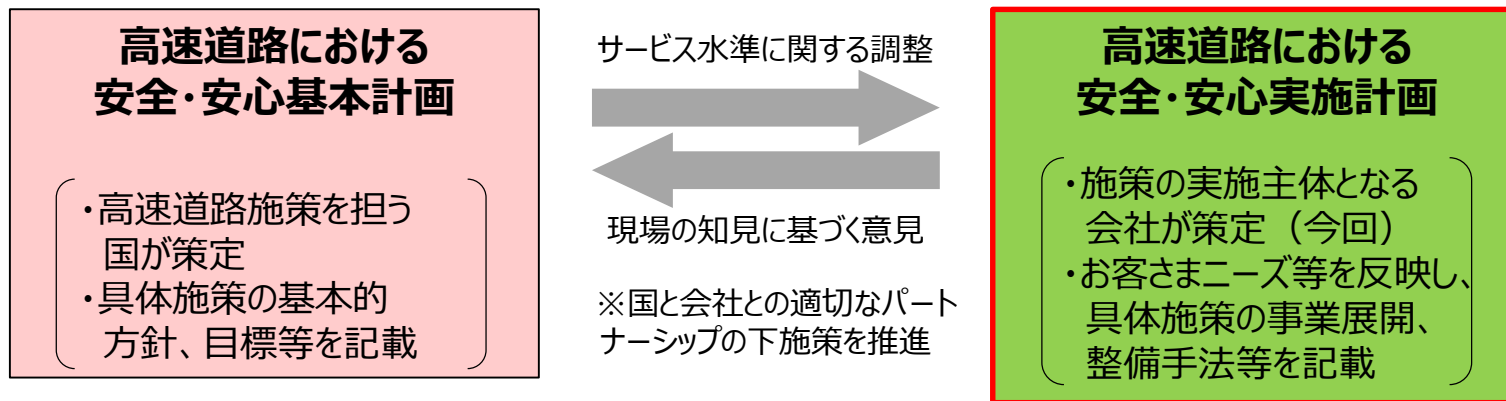 高速道路における
安全・安心基本計画
・高速道路施策を担う
国が策定
・具体施策の基本的
方針、目標等を記載
サービス水準に関する調整
現場の知見に基づく意見
※国と会社との適切なパート
ナーシップの下施策を推進
高速道路における
安全・安心実施計画
・施策の実施主体となる
会社が策定（今回）
・お客さまニーズ等を反映し、
具体施策の事業展開、
整備手法等を記載